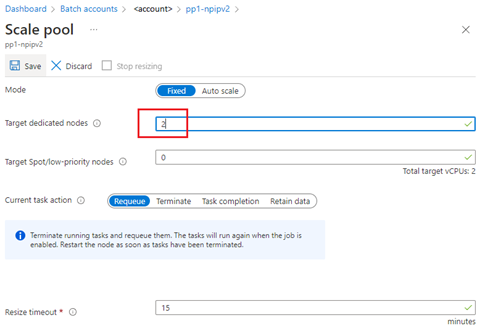 Dashboard > Batch accounts > <account> > pp1-npipv2 >
Scale pool ...
pp1-npipv2
Save Discard Stop resizing
Mode Fixed Auto scale
Target dedicated nodes 2
Target Spot/low-priority nodes 0
Total target vCPUs: 2
Current task action Requeue Terminate Task completion Retain data
Terminate running tasks and requeue them. The tasks will run again when the job is
enabled. Restart the node as soon as tasks have been terminated.
Resize timeout * 15
minutes